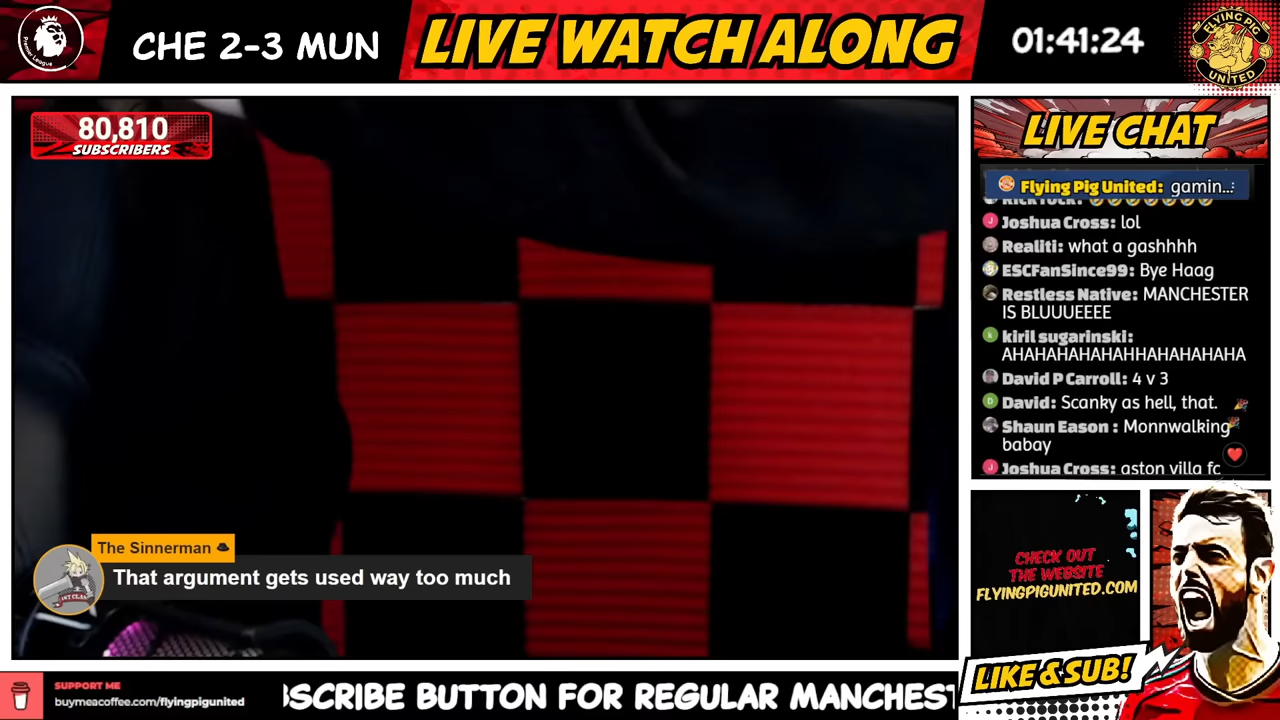 Premier League
CHE 2-3 MUN
LIVE WATCH ALONG
01:41:24
FLYING PIG
UNITED
80,810
SUBSCRIBERS
LIVE CHAT
Flying Pig United: gamin...
Joshua Cross: lol
Realiti: what a gashhhh
ESCFanSince99: Bye Haag
Restless Native: MANCHESTER
IS BLUUUEEEE
kiril sugarinski:
AHAHAHAHAHAHHAHAHAHAHA
David P Carroll: 4 v 3
David: Scanky as hell, that.
Shaun Eason : Monnwalking
babay
Joshua Cross: aston villa fc
The Sinnerman
That argument gets used way too much
1ST CLASS
CHECK OUT
THE WEBSITE
FLYINGPIGUNITED.COM
LIKE & SUB!
SUPPORT ME
buymeacoffee.com/flyingpigunited
SCRIBE BUTTON FOR REGULAR MANCHEST